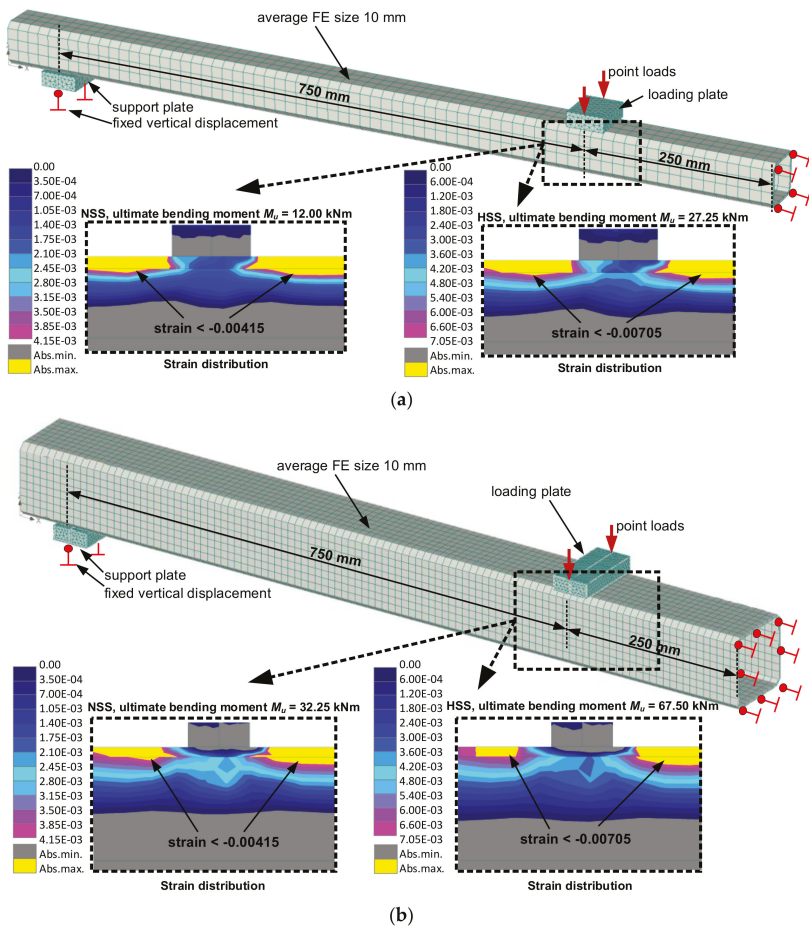 average FE size 10 mm
point loads
loading plate
750 mm
support plate
fixed vertical displacement
250 mm
0.00
3.50E-04
7.00E-04
1.05E-03
1.40E-03
1.75E-03
2.10E-03
2.45E-03
2.80E-03
3.15E-03
3.50E-03
3.85E-03
4.15E-03
Abs.min.
Abs.max.
NSS, ultimate bending moment Mu = 12.00 kNm
strain < -0.00415
Strain distribution
0.00
6.00E-04
1.20E-03
1.80E-03
2.40E-03
3.00E-03
3.60E-03
4.20E-03
4.80E-03
5.40E-03
6.00E-03
6.60E-03
7.05E-03
Abs.min.
Abs.max.
HSS, ultimate bending moment Mu = 27.25 kNm
strain < -0.00705
Strain distribution
(a)
average FE size 10 mm
loading plate
point loads
750 mm
support plate
fixed vertical displacement
250 mm
0.00
3.50E-04
7.00E-04
1.05E-03
1.40E-03
1.75E-03
2.10E-03
2.45E-03
2.80E-03
3.15E-03
3.50E-03
3.85E-03
4.15E-03
Abs.min.
Abs.max.
NSS, ultimate bending moment Mu = 32.25 kNm
strain < -0.00415
Strain distribution
0.00
6.00E-04
1.20E-03
1.80E-03
2.40E-03
3.00E-03
3.60E-03
4.20E-03
4.80E-03
5.40E-03
6.00E-03
6.60E-03
7.05E-03
Abs.min.
Abs.max.
HSS, ultimate bending moment Mu = 67.50 kNm
strain < -0.00705
Strain distribution
(b)